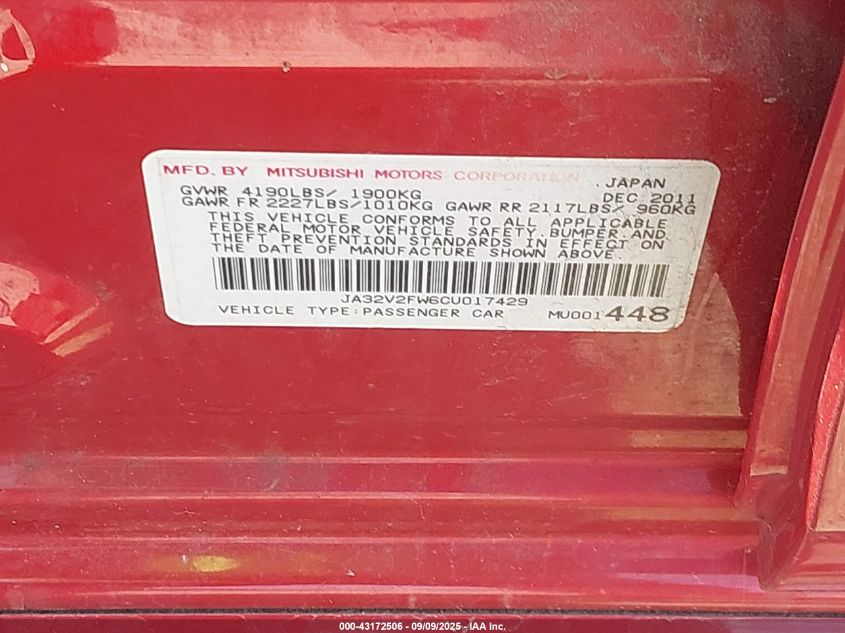 MFD. BY MITSUBISHI MOTORS CORPORATION JAPAN
GVWR 4190LBS/ 1900KG DEC 2011
GAWR FR 2227LBS/1010KG GAWR RR 2117LBS/ 960KG
THIS VEHICLE CONFORMS TO ALL APPLICABLE
FEDERAL MOTOR VEHICLE SAFETY.BUMPER.AND
THEFT PREVENTION STANDARDS IN EFFECT ON
THE DATE OF MANUFACTURE SHOWN ABOVE.
JA32V2FW6CU017429
VEHICLE TYPE:PASSENGER CAR MU001448
000-43172506 - 09/09/2025 - IAA Inc.